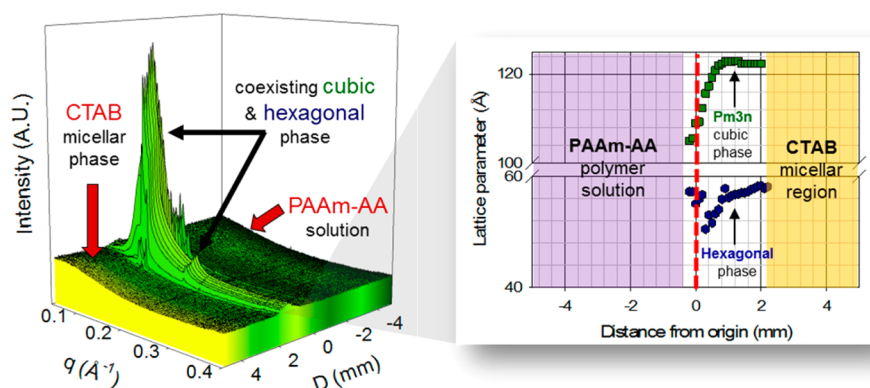 Intensity (A.U.)
CTAB
micellar
phase
coexisting cubic
& hexagonal
phase
PAAm-AA
solution
0.1
0.2
0.3
0.4
q (Å⁻¹)
4
2
0
-2
-4
D (mm)
Lattice parameter (Å)
120
100
60
40
PAAm-AA
polymer
solution
Pm3n
cubic
phase
CTAB
micellar
region
Hexagonal
phase
-4
-2
0
2
4
Distance from origin (mm)